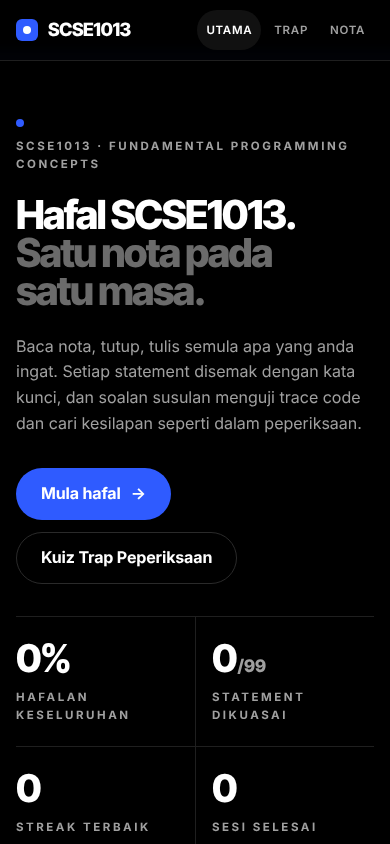 SCSE1013
UTAMA
TRAP
NOTA
SCSE1013 · FUNDAMENTAL PROGRAMMING
CONCEPTS
Hafal SCSE1013.
Satu nota pada
satu masa.
Baca nota, tutup, tulis semula apa yang anda
ingat. Setiap statement disemak dengan kata
kunci, dan soalan susulan menguji trace code
dan cari kesilapan seperti dalam peperiksaan.
Mula hafal →
Kuiz Trap Peperiksaan
0%
HAFALAN
KESELURUHAN
0/99
STATEMENT
DIKUASAI
0
STREAK TERBAIK
0
SESI SELESAI